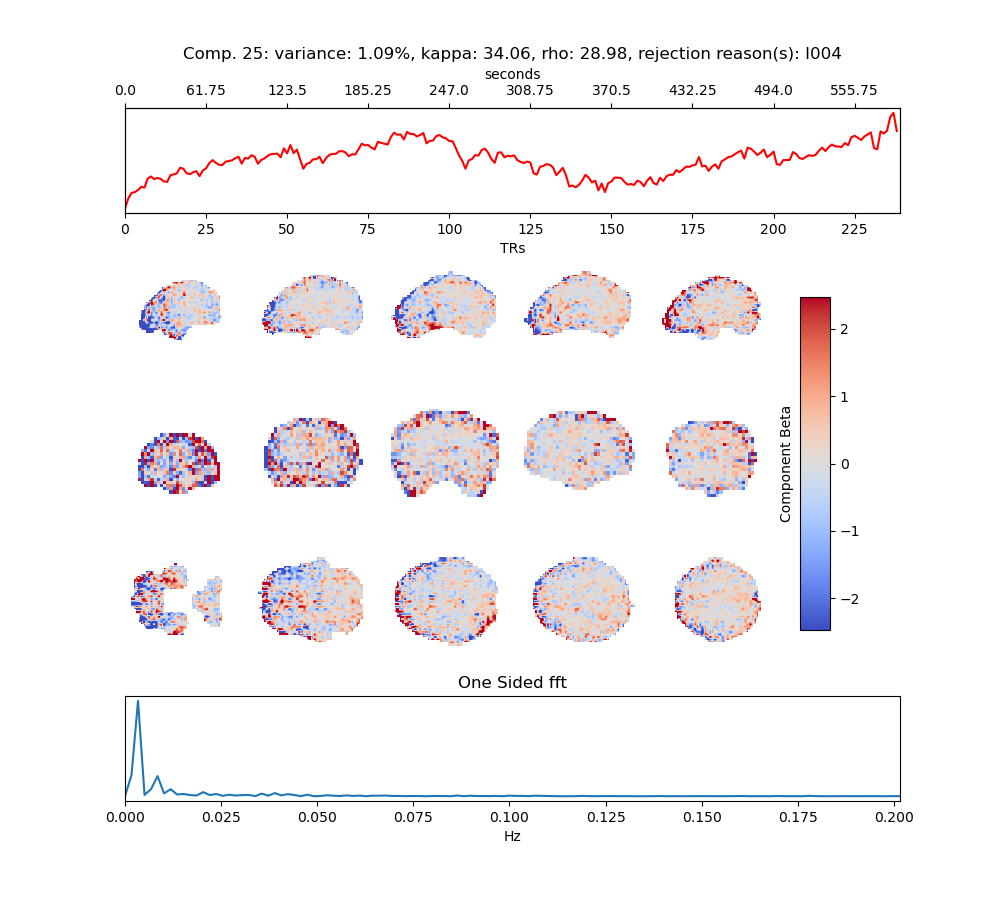 Comp. 25: variance: 1.09%, kappa: 34.06, rho: 28.98, rejection reason(s): I004
seconds
0.0 61.75 123.5 185.25 247.0 308.75 370.5 432.25 494.0 555.75
0 25 50 75 100 125 150 175 200 225
TRs
2
1
0
−1
−2
Component Beta
One Sided fft
0.000 0.025 0.050 0.075 0.100 0.125 0.150 0.175 0.200
Hz